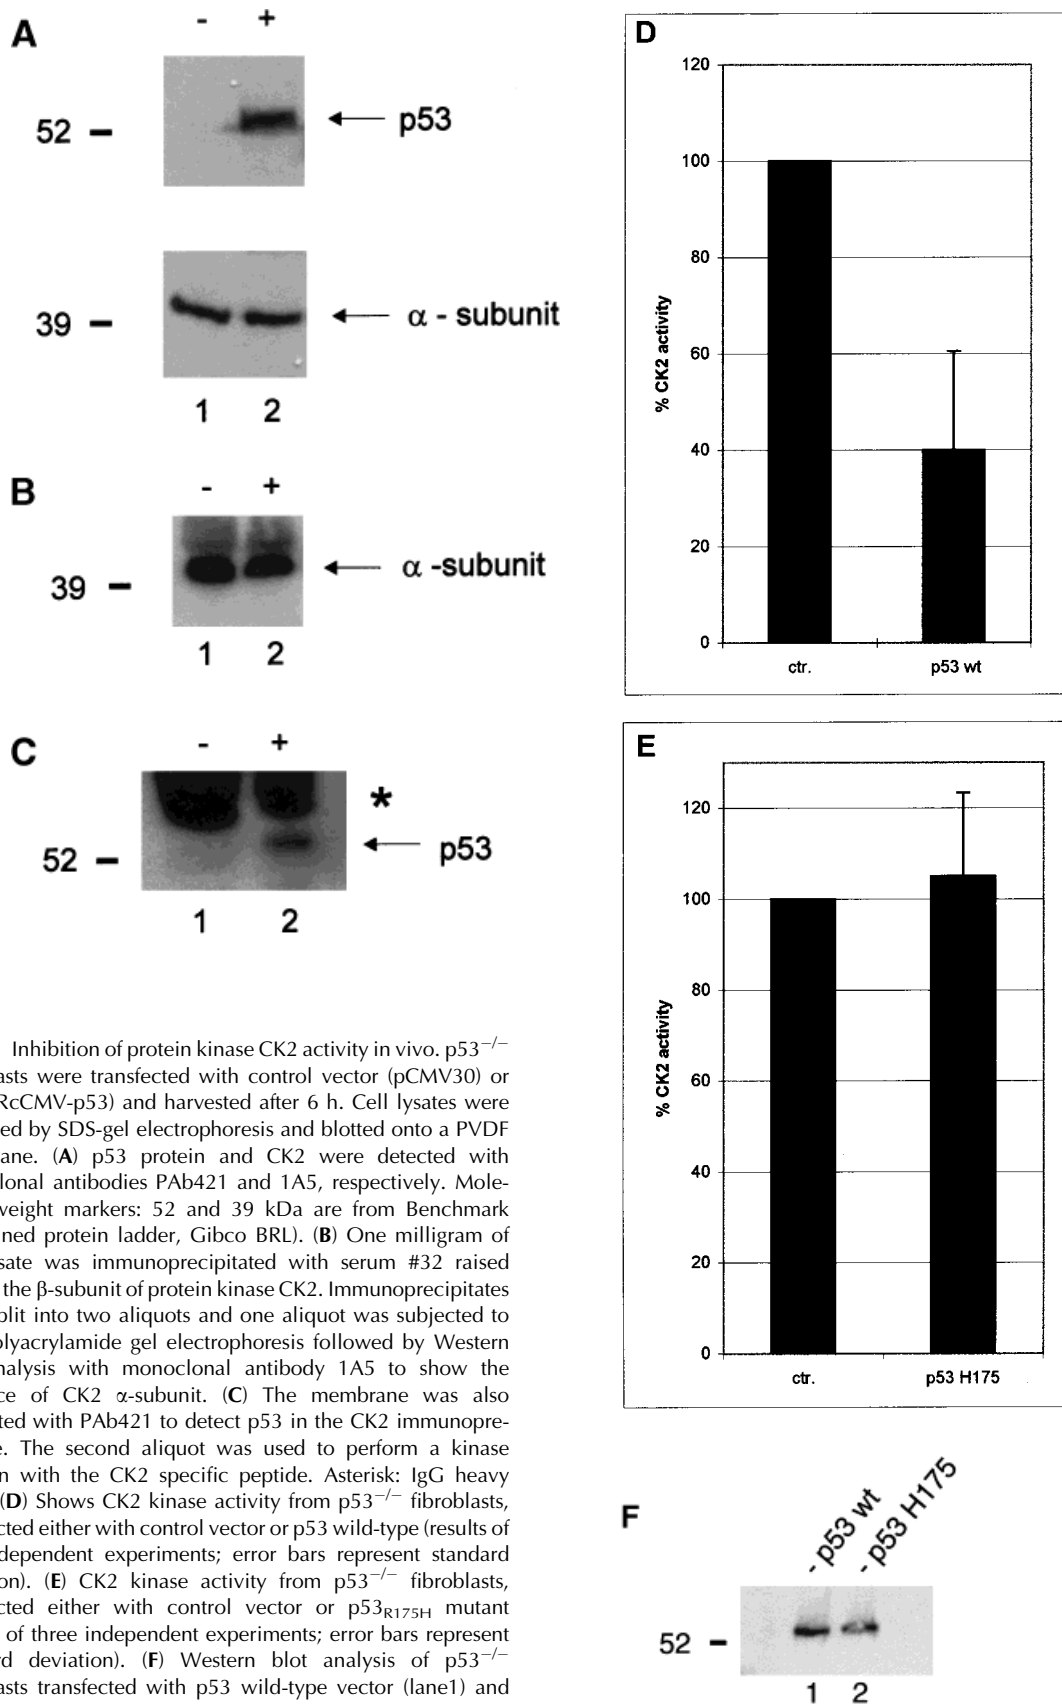 A
- +
52
p53
39
α - subunit
1 2
B
- +
39
α -subunit
1 2
C
- +
*
52
p53
1 2
Inhibition of protein kinase CK2 activity in vivo. p53−/−
asts were transfected with control vector (pCMV30) or
RcCMV-p53) and harvested after 6 h. Cell lysates were
ed by SDS-gel electrophoresis and blotted onto a PVDF
ane. (A) p53 protein and CK2 were detected with
lonal antibodies PAb421 and 1A5, respectively. Mole-
weight markers: 52 and 39 kDa are from Benchmark
ined protein ladder, Gibco BRL). (B) One milligram of
sate was immunoprecipitated with serum #32 raised
the β-subunit of protein kinase CK2. Immunoprecipitates
plit into two aliquots and one aliquot was subjected to
olyacrylamide gel electrophoresis followed by Western
nalysis with monoclonal antibody 1A5 to show the
ce of CK2 α-subunit. (C) The membrane was also
ted with PAb421 to detect p53 in the CK2 immunopre-
e. The second aliquot was used to perform a kinase
n with the CK2 specific peptide. Asterisk: IgG heavy
(D) Shows CK2 kinase activity from p53−/− fibroblasts,
cted either with control vector or p53 wild-type (results of
dependent experiments; error bars represent standard
on). (E) CK2 kinase activity from p53−/− fibroblasts,
cted either with control vector or p53R175H mutant
of three independent experiments; error bars represent
rd deviation). (F) Western blot analysis of p53−/−
asts transfected with p53 wild-type vector (lane1) and
D
120
100
80
60
40
20
0
% CK2 activity
ctr. p53 wt
E
120
100
80
60
40
20
0
% CK2 activity
ctr. p53 H175
F
- p53 wt
- p53 H175
52
1 2